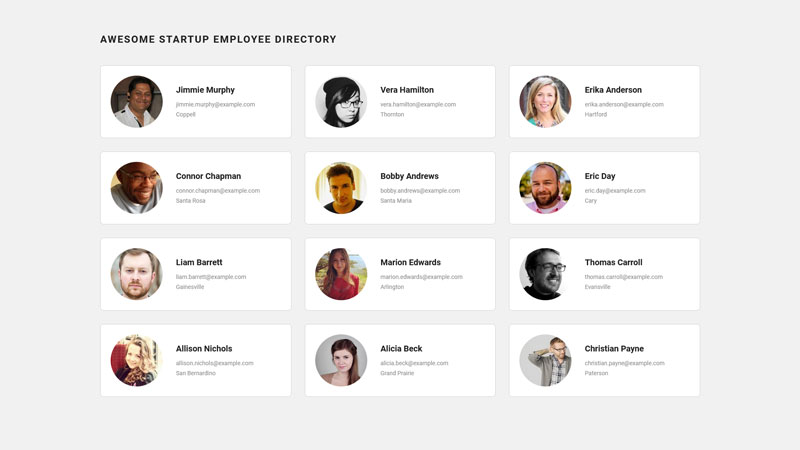 AWESOME STARTUP EMPLOYEE DIRECTORY
Jimmie Murphy
jimmie.murphy@example.com
Coppell
Vera Hamilton
vera.hamilton@example.com
Thornton
Erika Anderson
erika.anderson@example.com
Hartford
Connor Chapman
connor.chapman@example.com
Santa Rosa
Bobby Andrews
bobby.andrews@example.com
Santa Maria
Eric Day
eric.day@example.com
Cary
Liam Barrett
liam.barrett@example.com
Gainesville
Marion Edwards
marion.edwards@example.com
Arlington
Thomas Carroll
thomas.carroll@example.com
Evansville
Allison Nichols
allison.nichols@example.com
San Bernardino
Alicia Beck
alicia.beck@example.com
Grand Prairie
Christian Payne
christian.payne@example.com
Paterson